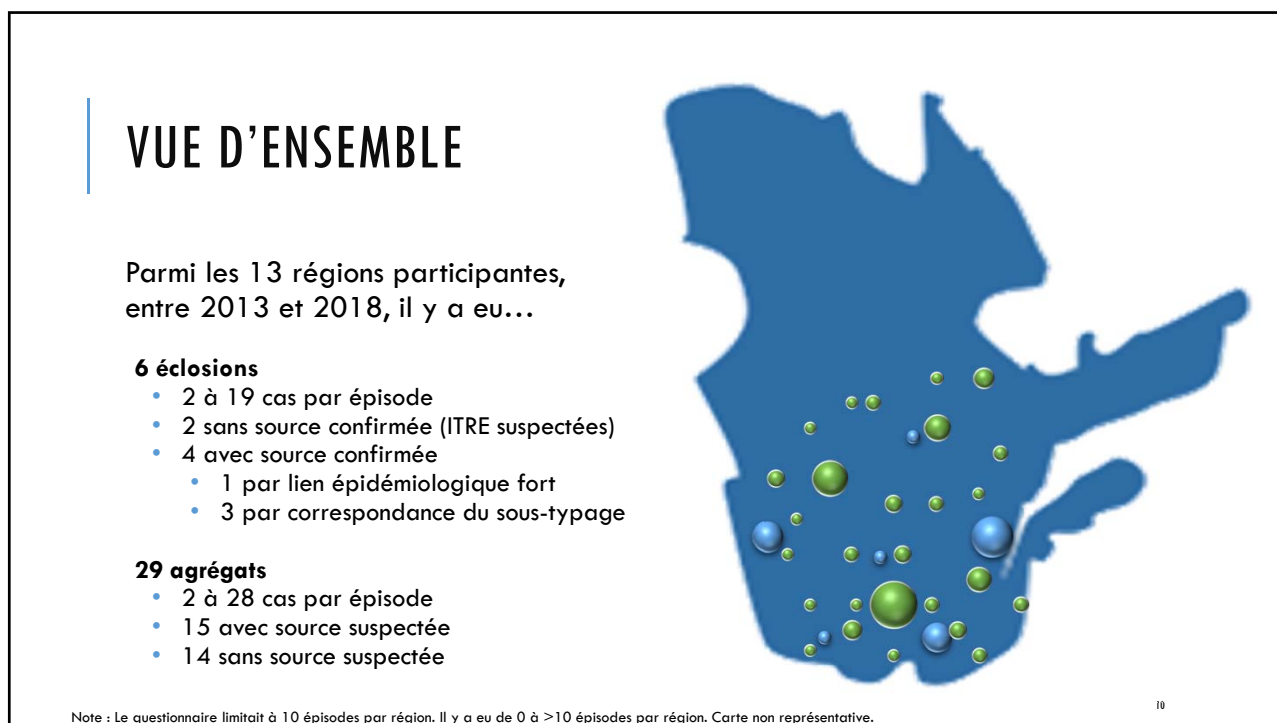 VUE D'ENSEMBLE
Parmi les 13 régions participantes,
entre 2013 et 2018, il y a eu…
6 éclosions
• 2 à 19 cas par épisode
• 2 sans source confirmée (ITRE suspectées)
• 4 avec source confirmée
• 1 par lien épidémiologique fort
• 3 par correspondance du sous-typage
29 agrégats
• 2 à 28 cas par épisode
• 15 avec source suspectée
• 14 sans source suspectée
Note : Le questionnaire limitait à 10 épisodes par région. Il y a eu de 0 à >10 épisodes par région. Carte non représentative.
10